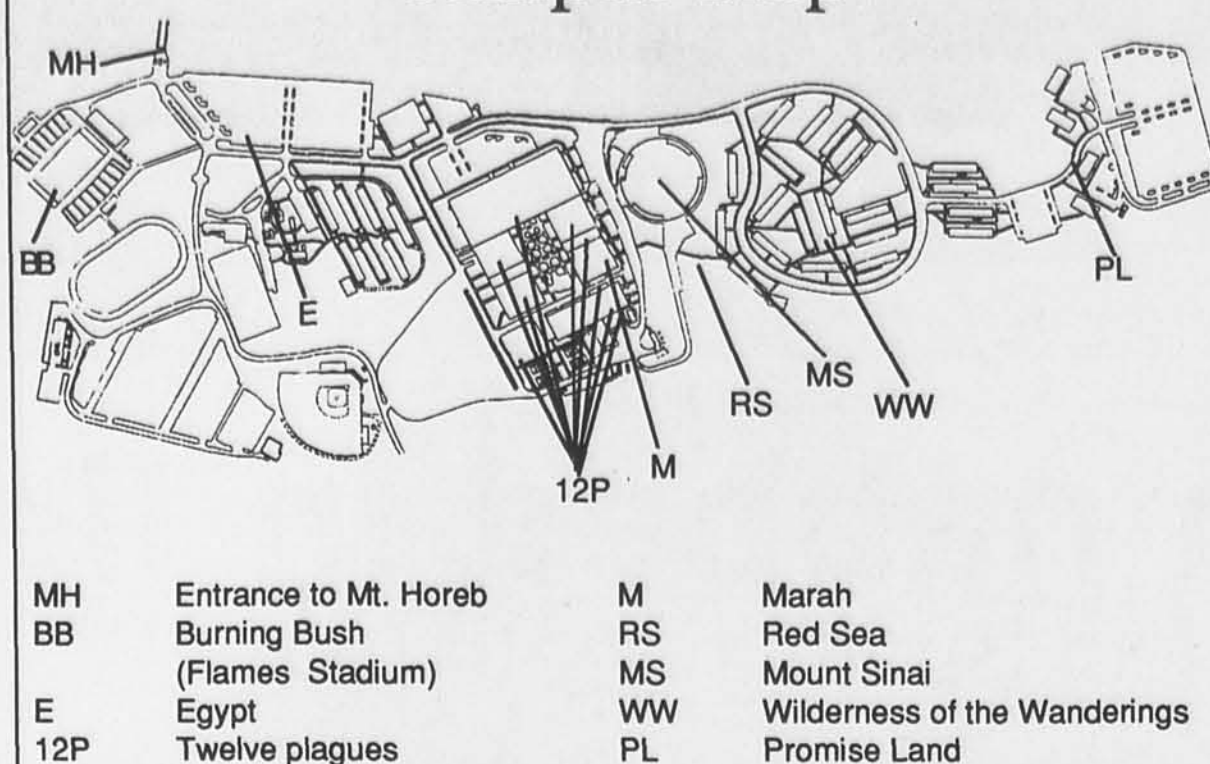 MH
BB
E
PL
MS
RS
WW
M
12P
MH Entrance to Mt. Horeb
BB Burning Bush
(Flames Stadium)
E Egypt
12P Twelve plagues
M Marah
RS Red Sea
MS Mount Sinai
WW Wilderness of the Wanderings
PL Promise Land